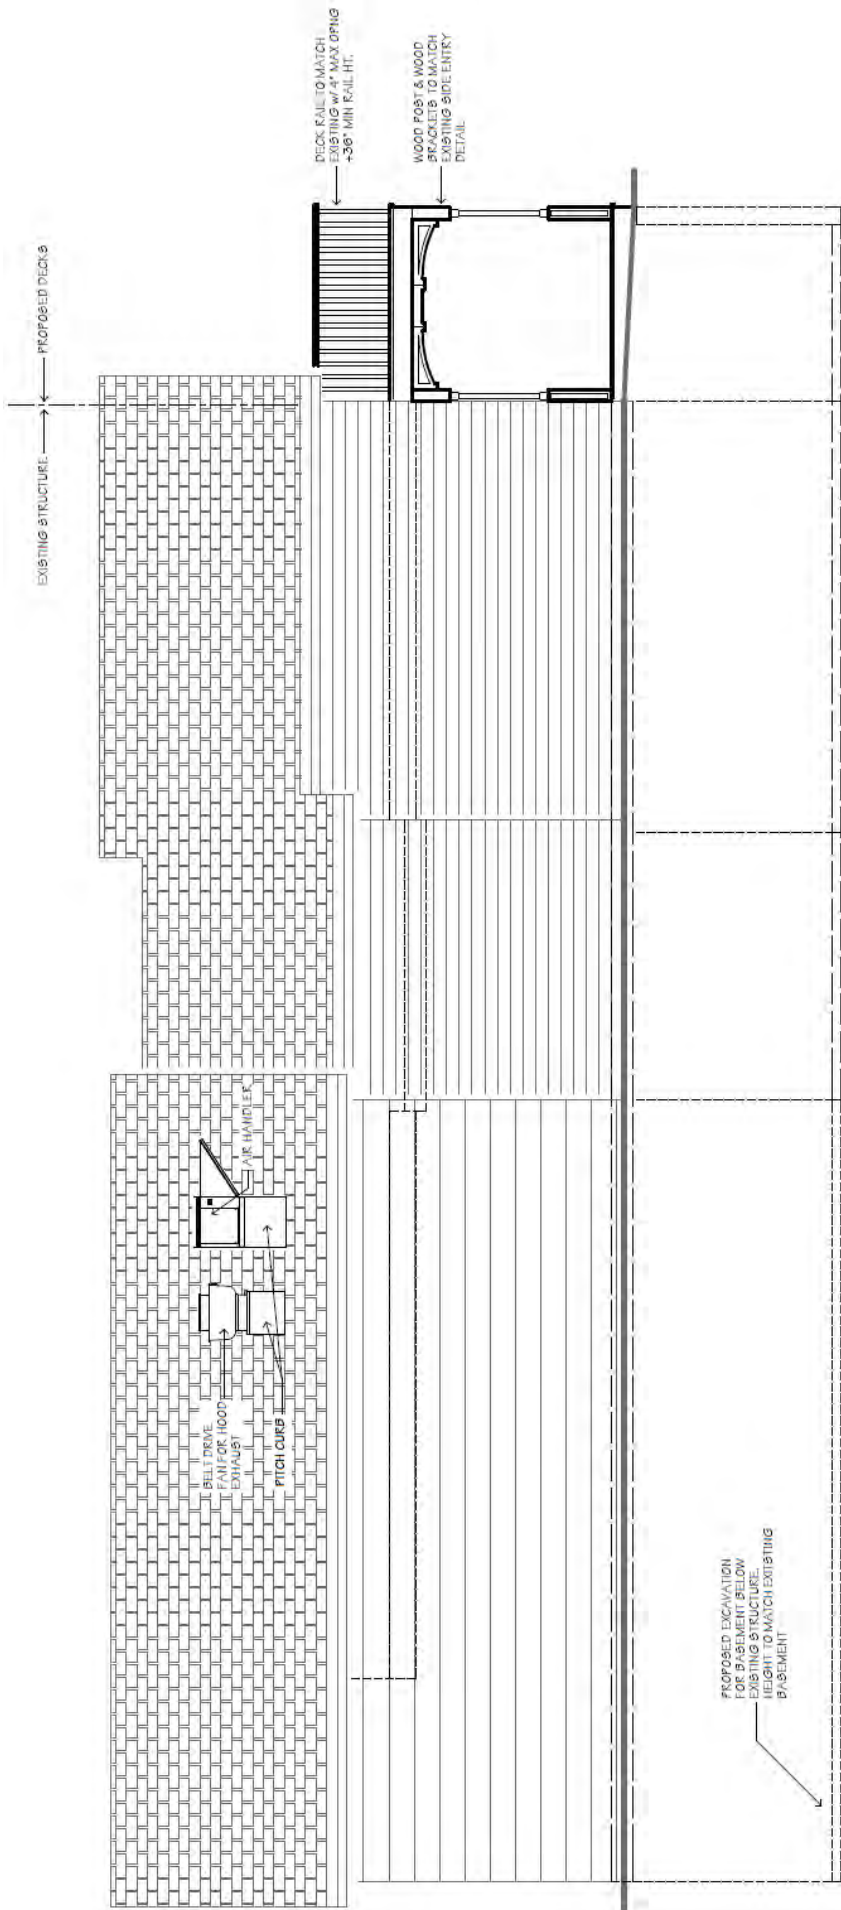 EXISTING STRUCTURE
PROPOSED DECKS
DECK RAIL TO MATCH
EXISTING w/ 4" MAX OPNG
+36" MIN RAIL HT.
WOOD POST & WOOD
BRACKETS TO MATCH
EXISTING SIDE ENTRY
DETAIL
AIR HANDLER
BELT DRIVE
FAN FOR HOOD
EXHAUST
PITCH CURB
PROPOSED EXCAVATION
FOR BASEMENT BELOW
EXISTING STRUCTURE.
HEIGHT TO MATCH EXITSTING
BASEMENT